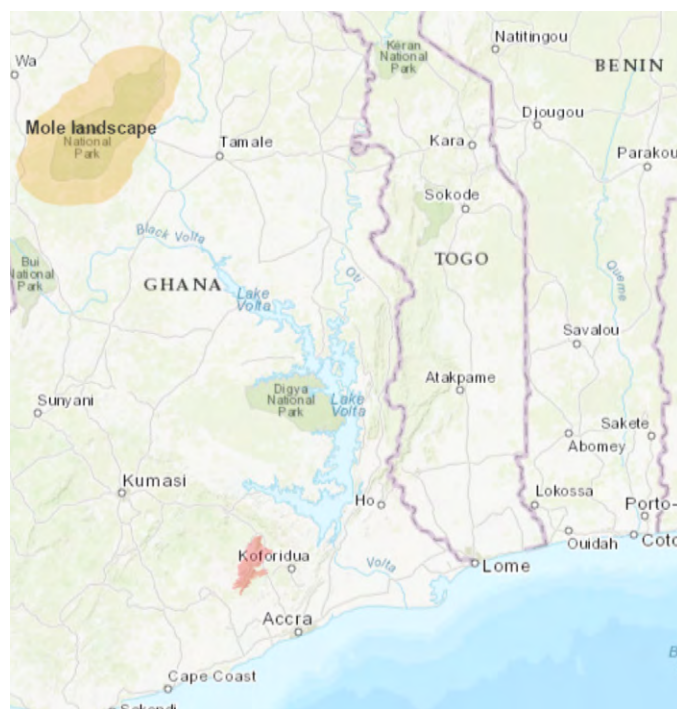 Natitingou
Kéran
National
Park
Wa
BENIN
Djougou
Mole landscape
National
Park
Tamale
Kara
Parakou
Sokode
Black Volta
Bui
National
Park
Oti
TOGO
Oueme
GHANA
Lake
Volta
Savalou
Atakpame
Digya
National
Park
Lake
Volta
Sunyani
Sakete
Abomey
Kumasi
Ho
Lokossa
Porto-
Ouidah
Coto
Koforidua
Volta
Lome
Accra
Cape Coast
Sekondi
B